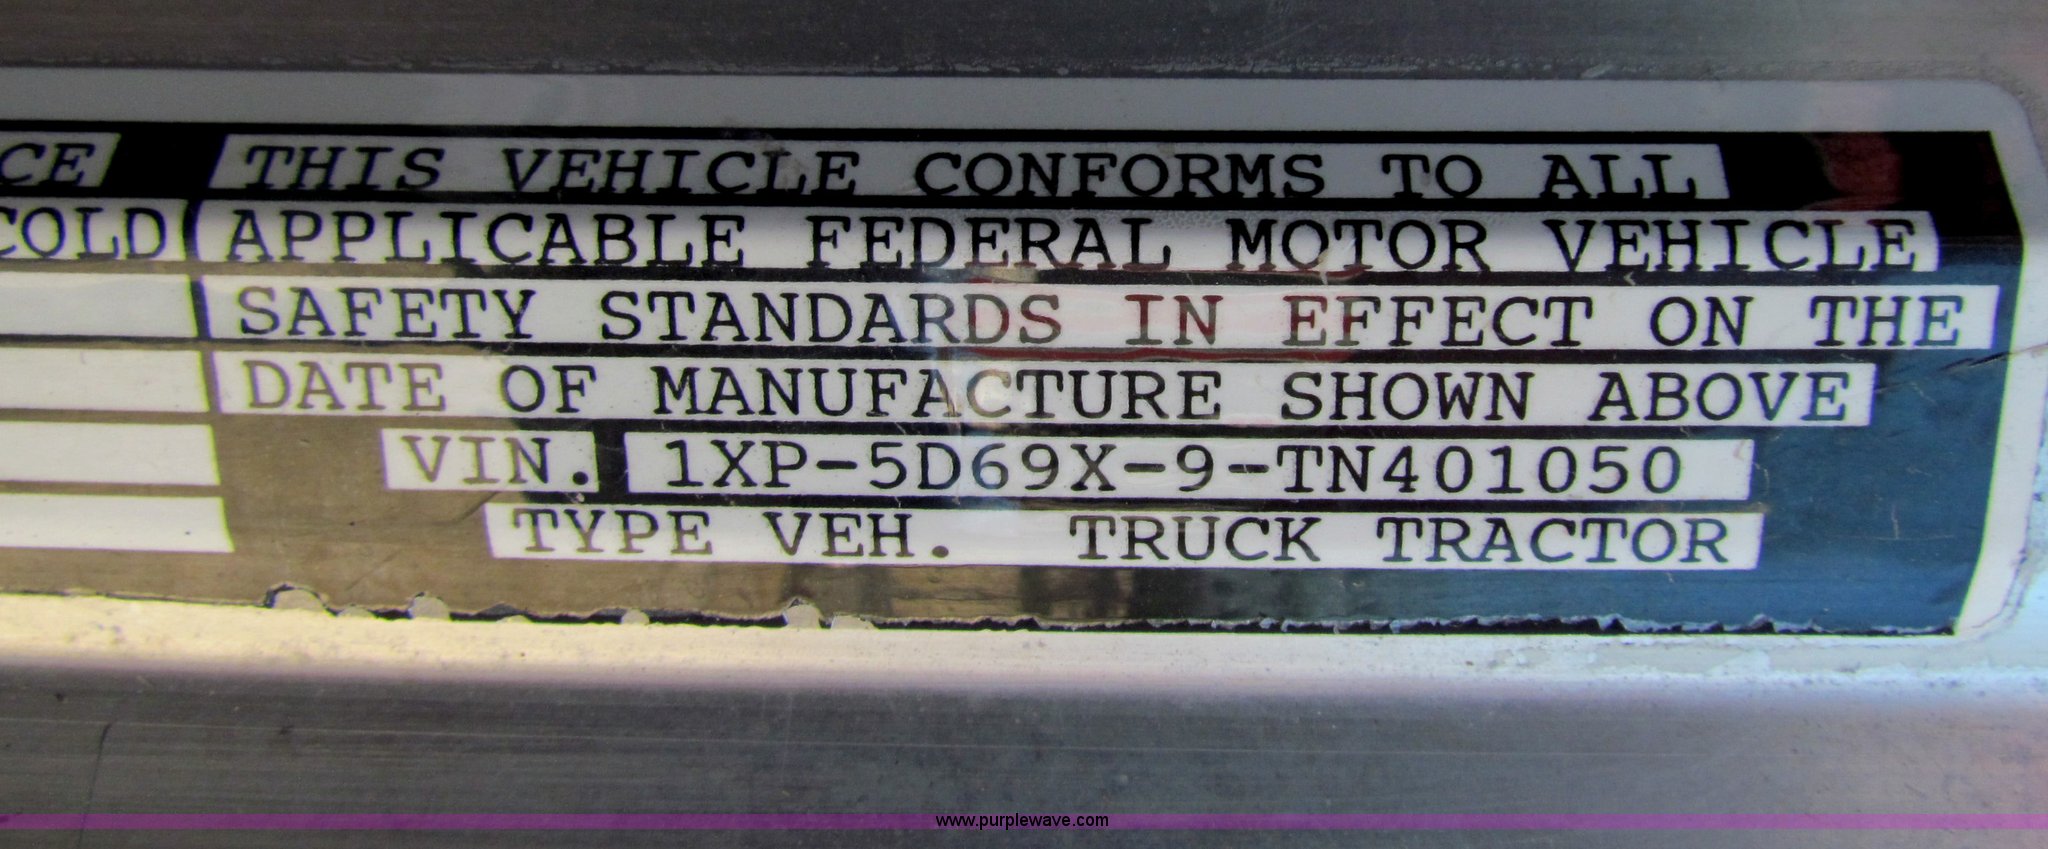 CE THIS VEHICLE CONFORMS TO ALL
COLD APPLICABLE FEDERAL MOTOR VEHICLE
SAFETY STANDARDS IN EFFECT ON THE
DATE OF MANUFACTURE SHOWN ABOVE
VIN. 1XP-5D69X-9-TN401050
TYPE VEH. TRUCK TRACTOR
www.purplewave.com